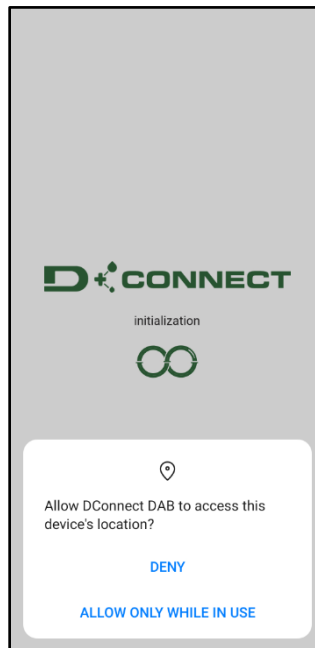 D CONNECT
initialization
Allow DConnect DAB to access this
device's location?
DENY
ALLOW ONLY WHILE IN USE